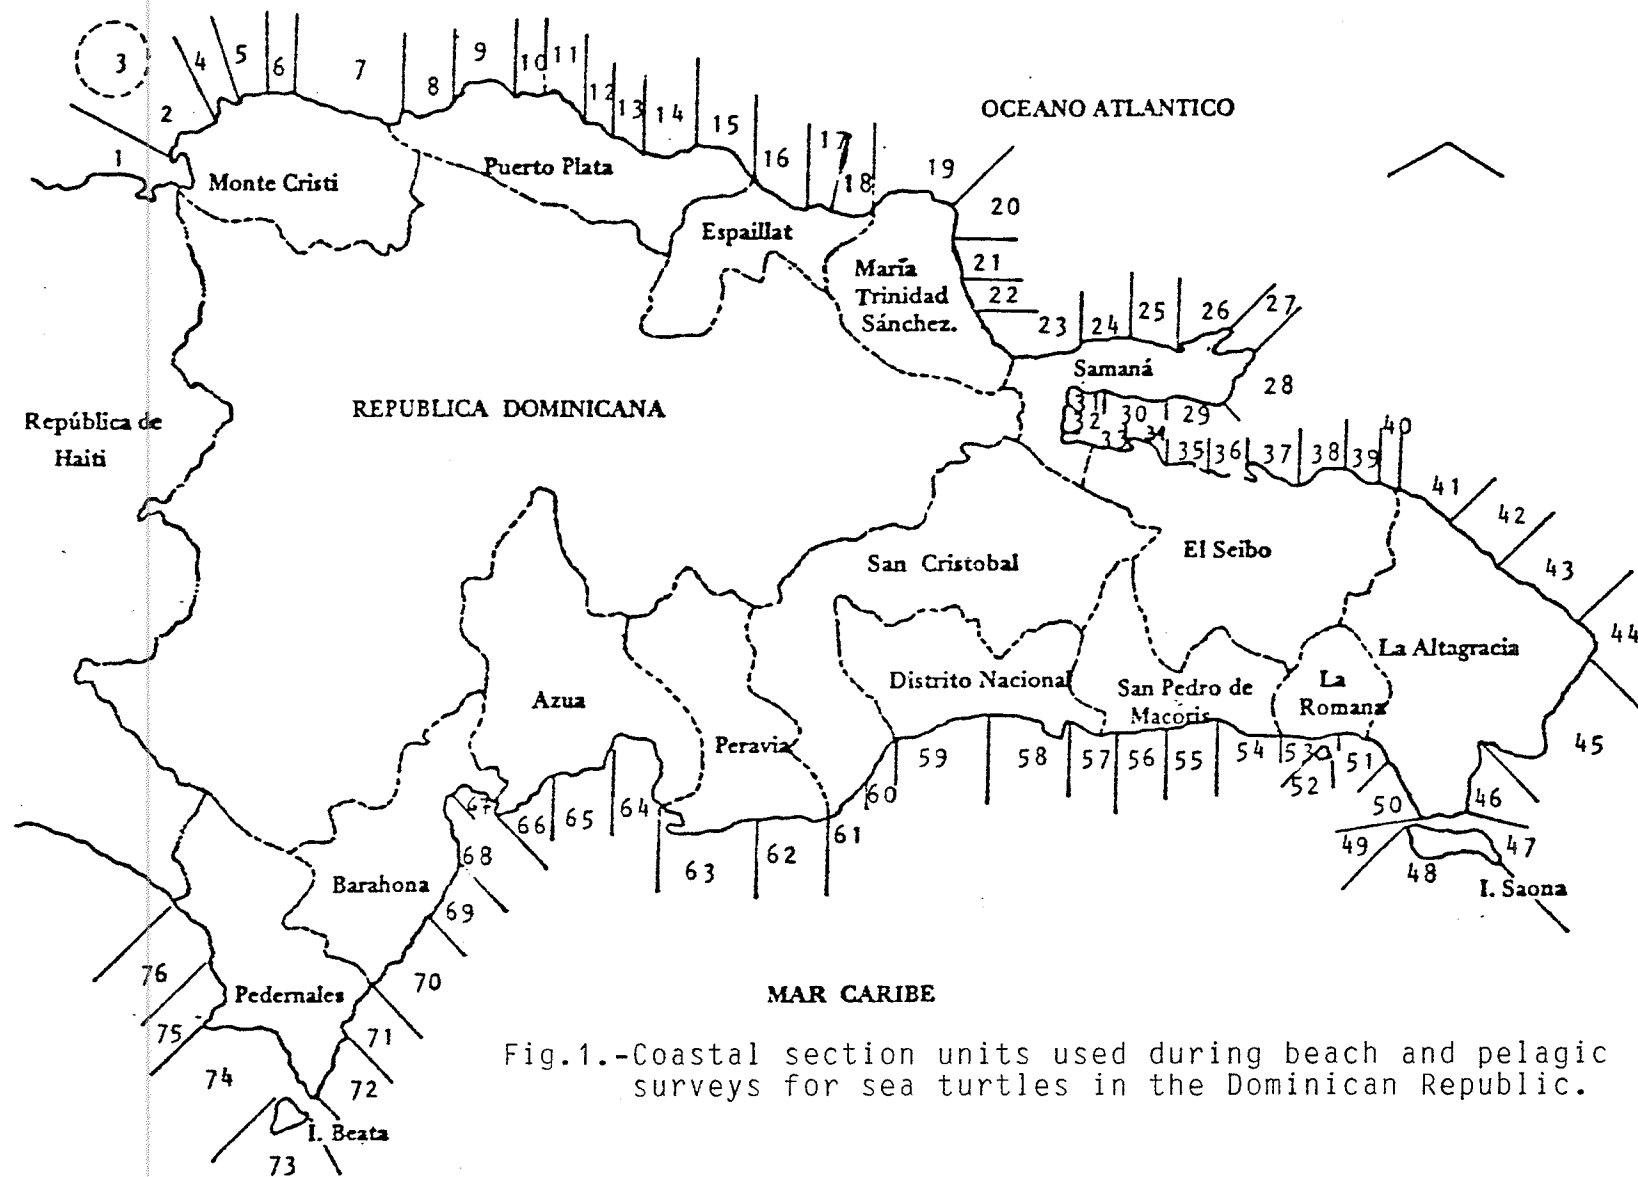 OCEANO ATLANTICO
1
2
3
4
5
6
7
8
9
10
11
12
13
14
15
16
17
18
19
20
21
22
23
24
25
26
27
28
29
30
31
32
33
34
35
36
37
38
39
40
41
42
43
44
45
46
47
48
49
50
51
52
53
54
55
56
57
58
59
60
61
62
63
64
65
66
67
68
69
70
71
72
73
74
75
76
Monte Cristi
Puerto Plata
Espaillat
María
Trinidad
Sánchez.
Samaná
República de
Haiti
REPUBLICA DOMINICANA
San Cristobal
El Seibo
La Altagracia
Distrito Nacional
San Pedro de
Macoris
La
Romana
Azua
Peravia
Barahona
Pedernales
I. Saona
I. Beata
MAR CARIBE
Fig.1.-Coastal section units used during beach and pelagic
surveys for sea turtles in the Dominican Republic.